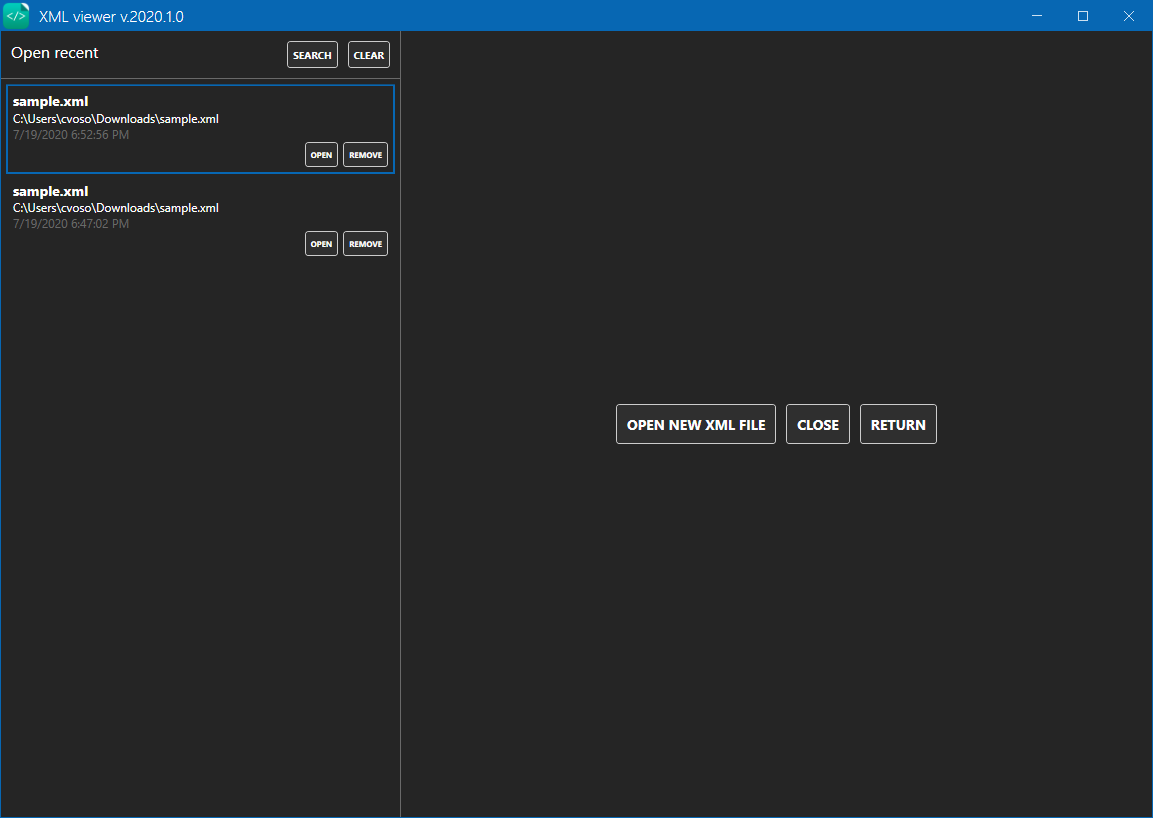 </> XML viewer v.2020.1.0
Open recent SEARCH CLEAR
sample.xml
C:\Users\cvoso\Downloads\sample.xml
7/19/2020 6:52:56 PM
OPEN REMOVE
sample.xml
C:\Users\cvoso\Downloads\sample.xml
7/19/2020 6:47:02 PM
OPEN REMOVE
OPEN NEW XML FILE CLOSE RETURN